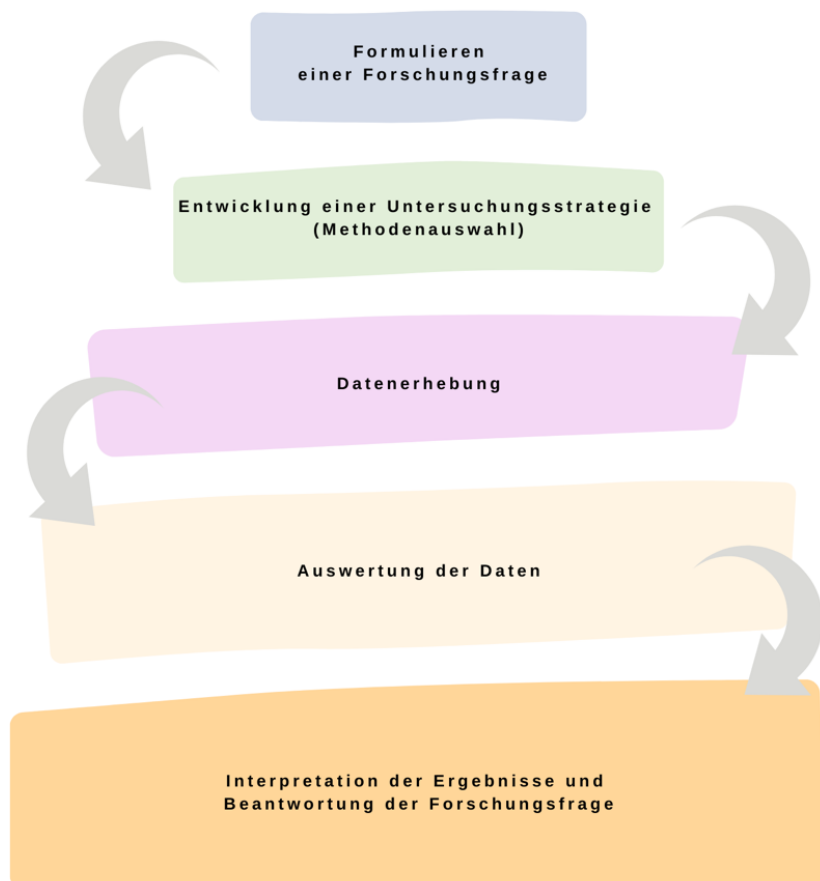 Formulieren
einer Forschungsfrage
Entwicklung einer Untersuchungsstrategie
(Methodenauswahl)
Datenerhebung
Auswertung der Daten
Interpretation der Ergebnisse und
Beantwortung der Forschungsfrage